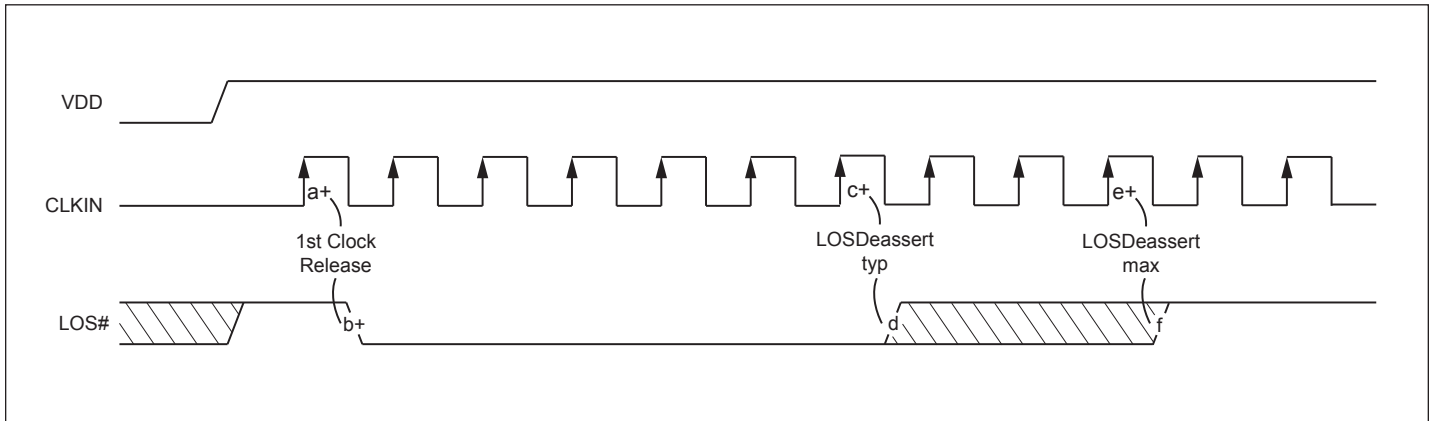 VDD
CLKIN
a+
c+
e+
1st Clock
Release
LOSDeassert
typ
LOSDeassert
max
LOS#
b+
d
f